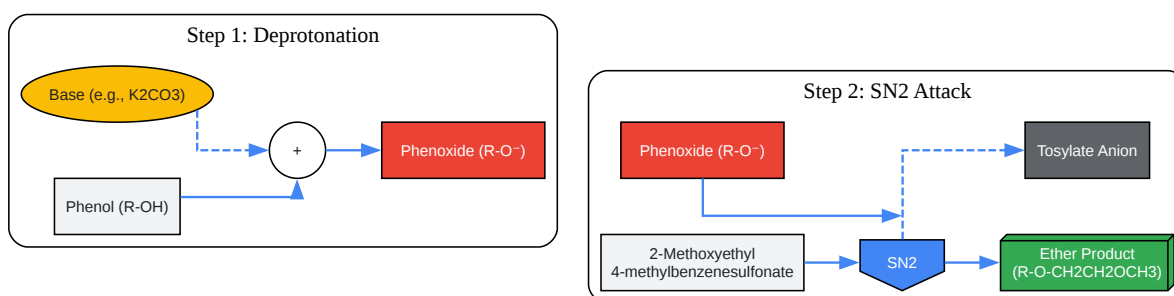 Step 1: Deprotonation
Base (e.g., K2CO3)
+
Phenoxide (R-O⁻)
Phenol (R-OH)
Step 2: SN2 Attack
Phenoxide (R-O⁻)
Tosylate Anion
2-Methoxyethyl
4-methylbenzenesulfonate
SN2
Ether Product
(R-O-CH2CH2OCH3)